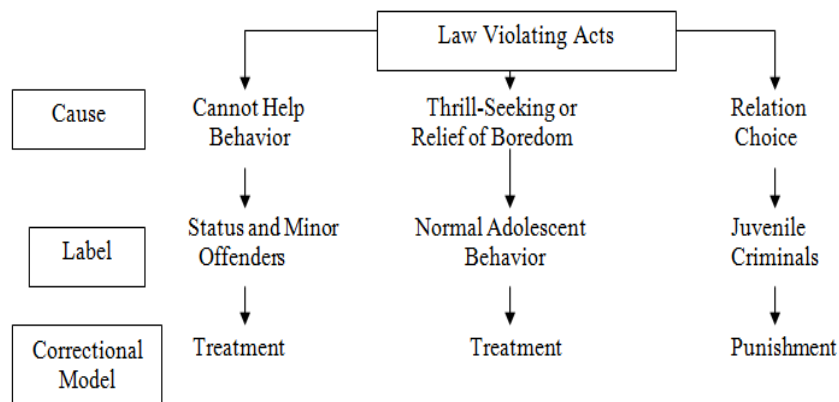 Law Violating Acts
Cause
Cannot Help
Behavior
Thrill-Seeking or
Relief of Boredom
Relation
Choice
Label
Status and Minor
Offenders
Normal Adolescent
Behavior
Juvenile
Criminals
Correctional
Model
Treatment
Treatment
Punishment